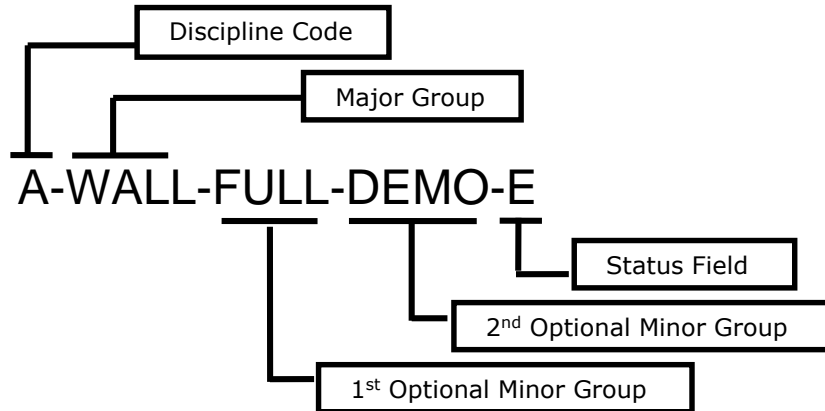 Discipline Code
Major Group
A-WALL-FULL-DEMO-E
Status Field
2nd Optional Minor Group
1st Optional Minor Group